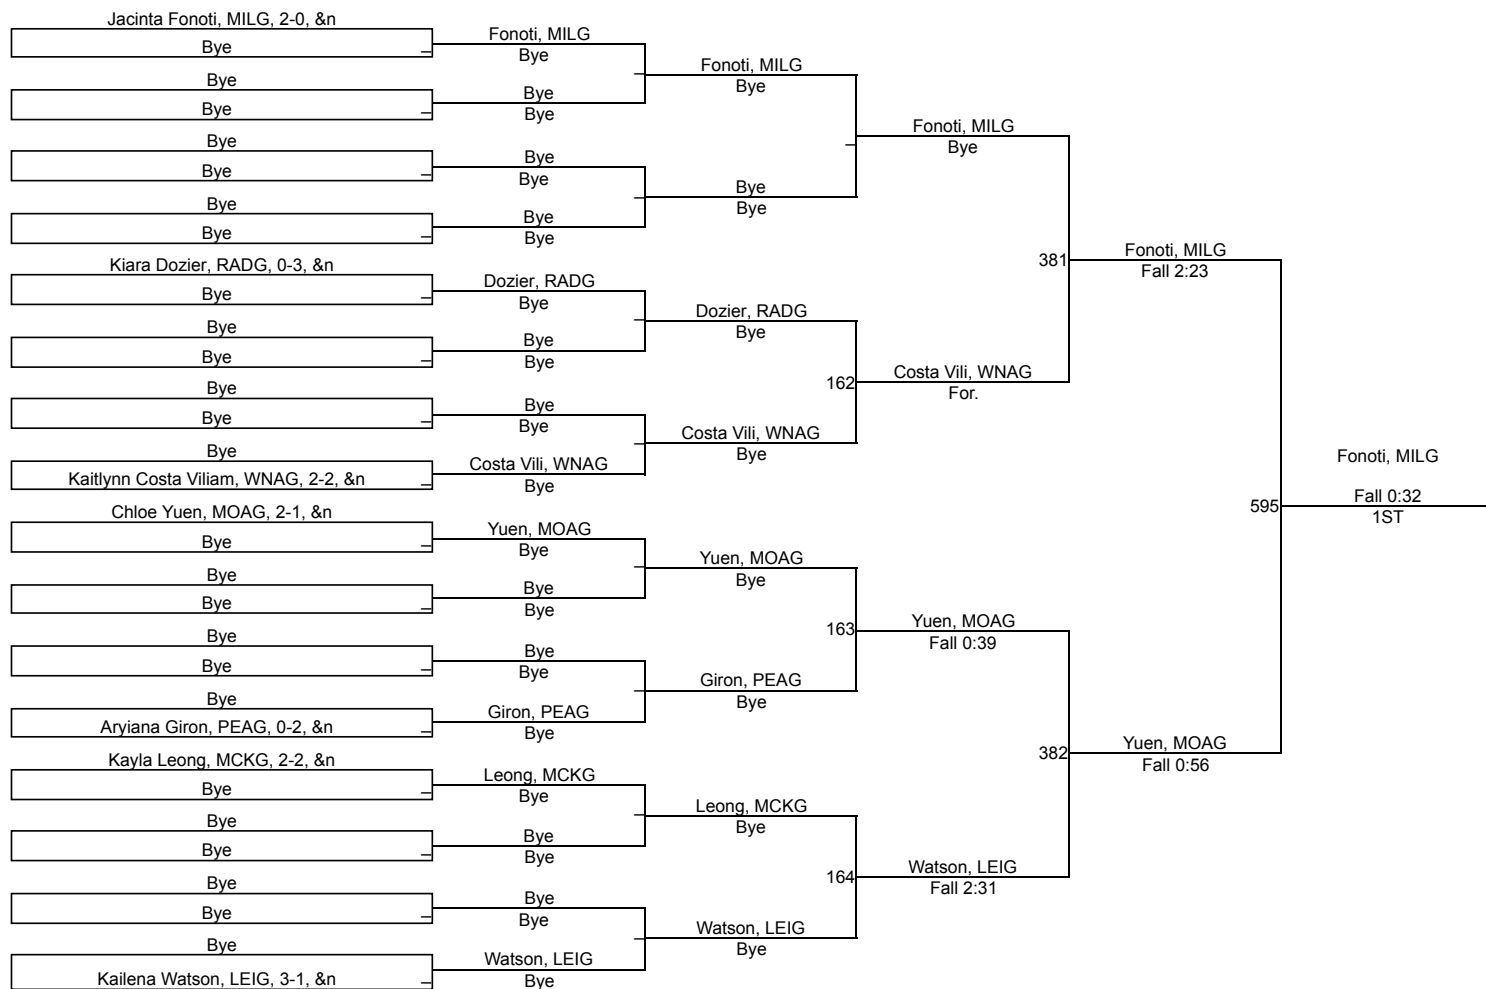 Jacinta Fonoti, MILG, 2-0, &n
Bye
Bye
Bye
Bye
Bye
Bye
Bye
Kiara Dozier, RADG, 0-3, &n
Bye
Bye
Bye
Bye
Bye
Bye
Kaitlynn Costa Viliam, WNAG, 2-2, &n
Chloe Yuen, MOAG, 2-1, &n
Bye
Bye
Bye
Bye
Bye
Bye
Aryiana Giron, PEAG, 0-2, &n
Kayla Leong, MCKG, 2-2, &n
Bye
Bye
Bye
Bye
Bye
Bye
Kailena Watson, LEIG, 3-1, &n
Fonoti, MILG
Bye
Bye
Bye
Bye
Bye
Bye
Bye
Dozier, RADG
Bye
Bye
Bye
Bye
Bye
Costa Vili, WNAG
Bye
Yuen, MOAG
Bye
Bye
Bye
Bye
Bye
Giron, PEAG
Bye
Leong, MCKG
Bye
Bye
Bye
Bye
Bye
Watson, LEIG
Bye
Fonoti, MILG
Bye
Bye
Bye
Dozier, RADG
Bye
162
Costa Vili, WNAG
Bye
Yuen, MOAG
Bye
163
Giron, PEAG
Bye
Leong, MCKG
Bye
164
Watson, LEIG
Bye
Fonoti, MILG
Bye
381
Costa Vili, WNAG
For.
Yuen, MOAG
Fall 0:39
382
Watson, LEIG
Fall 2:31
Fonoti, MILG
Fall 2:23
595
Yuen, MOAG
Fall 0:56
Fonoti, MILG
Fall 0:32
1ST